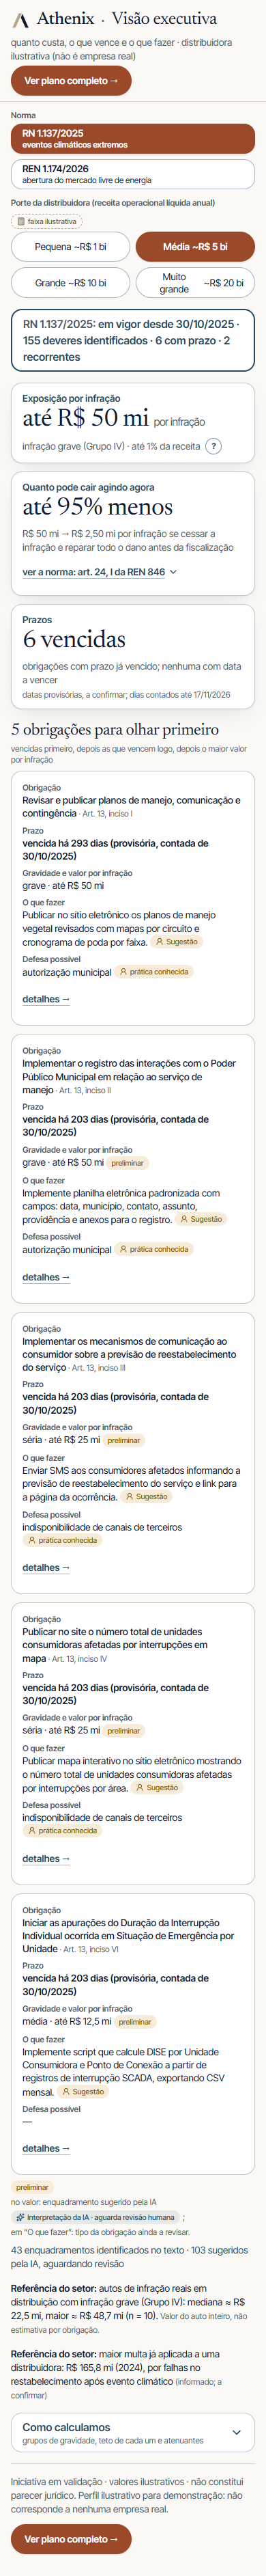 Athenix · Visão executiva
quanto custa, o que vence e o que fazer · distribuidora
ilustrativa (não é empresa real)
Ver plano completo →
Norma
RN 1.137/2025
eventos climáticos extremos
REN 1.174/2026
abertura do mercado livre de energia
Porte da distribuidora (receita operacional líquida anual)
faixa ilustrativa
Pequena ~R$ 1 bi
Média ~R$ 5 bi
Grande ~R$ 10 bi
Muito
grande ~R$ 20 bi
RN 1.137/2025: em vigor desde 30/10/2025 ·
155 deveres identificados · 6 com prazo · 2
recorrentes
Exposição por infração
até R$ 50 mi por infração
infração grave (Grupo IV) · até 1% da receita ?
Quanto pode cair agindo agora
até 95% menos
R$ 50 mi → R$ 2,50 mi por infração se cessar a
infração e reparar todo o dano antes da fiscalização
ver a norma: art. 24, I da REN 846
Prazos
6 vencidas
obrigações com prazo já vencido; nenhuma com data
a vencer
datas provisórias, a confirmar; dias contados até 17/11/2026
5 obrigações para olhar primeiro
vencidas primeiro, depois as que vencem logo, depois o maior valor
por infração
Obrigação
Revisar e publicar planos de manejo, comunicação e
contingência · Art. 13, inciso I
Prazo
vencida há 293 dias (provisória, contada de
30/10/2025)
Gravidade e valor por infração
grave · até R$ 50 mi
O que fazer
Publicar no sítio eletrônico os planos de manejo
vegetal revisados com mapas por circuito e
cronograma de poda por faixa. Sugestão
Defesa possível
autorização municipal prática conhecida
detalhes →
Obrigação
Implementar o registro das interações com o Poder
Público Municipal em relação ao serviço de
manejo · Art. 13, inciso II
Prazo
vencida há 203 dias (provisória, contada de
30/10/2025)
Gravidade e valor por infração
grave · até R$ 50 mi preliminar
O que fazer
Implemente planilha eletrônica padronizada com
campos: data, município, contato, assunto,
providência e anexos para o registro. Sugestão
Defesa possível
autorização municipal prática conhecida
detalhes →
Obrigação
Implementar os mecanismos de comunicação ao
consumidor sobre a previsão de reestabelecimento
do serviço · Art. 13, inciso III
Prazo
vencida há 203 dias (provisória, contada de
30/10/2025)
Gravidade e valor por infração
séria · até R$ 25 mi preliminar
O que fazer
Enviar SMS aos consumidores afetados informando a
previsão de reestabelecimento do serviço e link para
a página da ocorrência. Sugestão
Defesa possível
indisponibilidade de canais de terceiros
prática conhecida
detalhes →
Obrigação
Publicar no site o número total de unidades
consumidoras afetadas por interrupções em
mapa · Art. 13, inciso IV
Prazo
vencida há 203 dias (provisória, contada de
30/10/2025)
Gravidade e valor por infração
séria · até R$ 25 mi preliminar
O que fazer
Publicar mapa interativo no sítio eletrônico mostrando
o número total de unidades consumidoras afetadas
por interrupções por área. Sugestão
Defesa possível
indisponibilidade de canais de terceiros
prática conhecida
detalhes →
Obrigação
Iniciar as apurações do Duração da Interrupção
Individual ocorrida em Situação de Emergência por
Unidade · Art. 13, inciso VI
Prazo
vencida há 203 dias (provisória, contada de
30/10/2025)
Gravidade e valor por infração
média · até R$ 12,5 mi preliminar
O que fazer
Implemente script que calcule DISE por Unidade
Consumidora e Ponto de Conexão a partir de
registros de interrupção SCADA, exportando CSV
mensal. Sugestão
Defesa possível
—
detalhes →
preliminar
no valor: enquadramento sugerido pela IA
Interpretação da IA · aguarda revisão humana ;
em “O que fazer”: tipo da obrigação ainda a revisar.
43 enquadramentos identificados no texto · 103 sugeridos
pela IA, aguardando revisão
Referência do setor: autos de infração reais em
distribuição com infração grave (Grupo IV): mediana ≈ R$
22,5 mi, maior ≈ R$ 48,7 mi (n = 10). Valor do auto inteiro, não
estimativa por obrigação.
Referência do setor: maior multa já aplicada a uma
distribuidora: R$ 165,8 mi (2024), por falhas no
restabelecimento após evento climático (informado; a
confirmar)
Como calculamos
grupos de gravidade, teto de cada um e atenuantes
Iniciativa em validação · valores ilustrativos · não constitui
parecer jurídico. Perfil ilustrativo para demonstração: não
corresponde a nenhuma empresa real.
Ver plano completo →